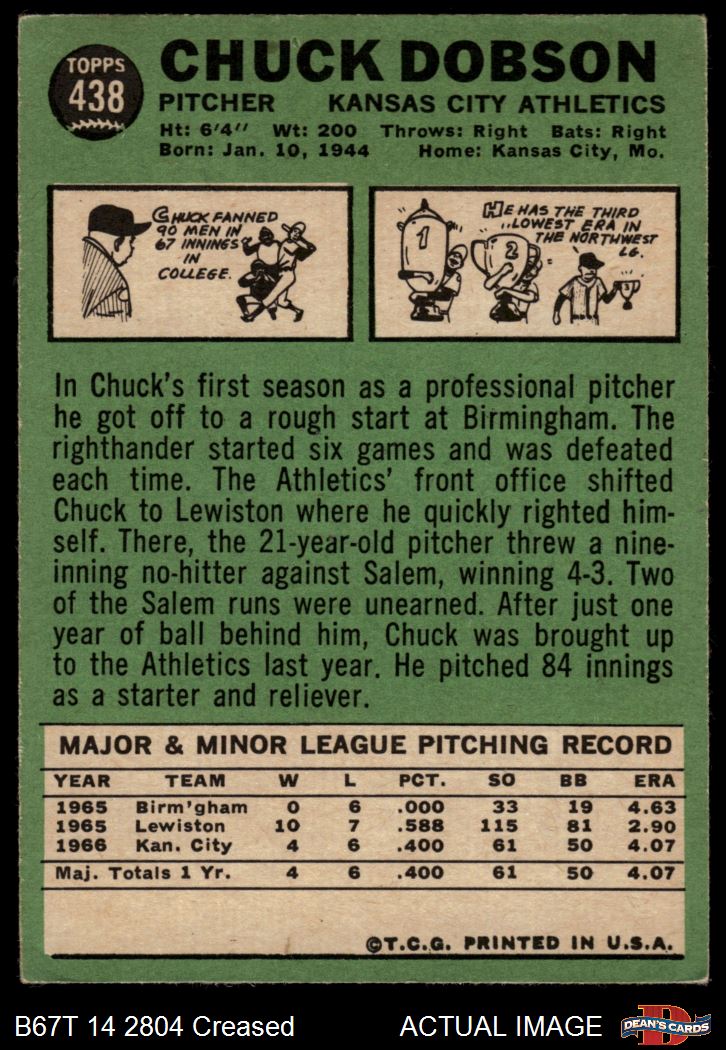 TOPPS
438
CHUCK DOBSON
PITCHER KANSAS CITY ATHLETICS
Ht: 6'4" Wt: 200 Throws: Right Bats: Right
Born: Jan. 10, 1944 Home: Kansas City, Mo.
CHUCK FANNED
90 MEN IN
67 INNINGS
IN
COLLEGE.
1
2
HE HAS THE THIRD
LOWEST ERA IN
THE NORTHWEST
LG.
3
In Chuck's first season as a professional pitcher
he got off to a rough start at Birmingham. The
righthander started six games and was defeated
each time. The Athletics' front office shifted
Chuck to Lewiston where he quickly righted him-
self. There, the 21-year-old pitcher threw a nine-
inning no-hitter against Salem, winning 4-3. Two
of the Salem runs were unearned. After just one
year of ball behind him, Chuck was brought up
to the Athletics last year. He pitched 84 innings
as a starter and reliever.
MAJOR & MINOR LEAGUE PITCHING RECORD
YEAR TEAM W L PCT. SO BB ERA
1965 Birm'gham 0 6 .000 33 19 4.63
1965 Lewiston 10 7 .588 115 81 2.90
1966 Kan. City 4 6 .400 61 50 4.07
Maj. Totals 1 Yr. 4 6 .400 61 50 4.07
©T.C.G. PRINTED IN U.S.A.
B67T 14 2804 Creased ACTUAL IMAGE
D
DEAN'S CARDS